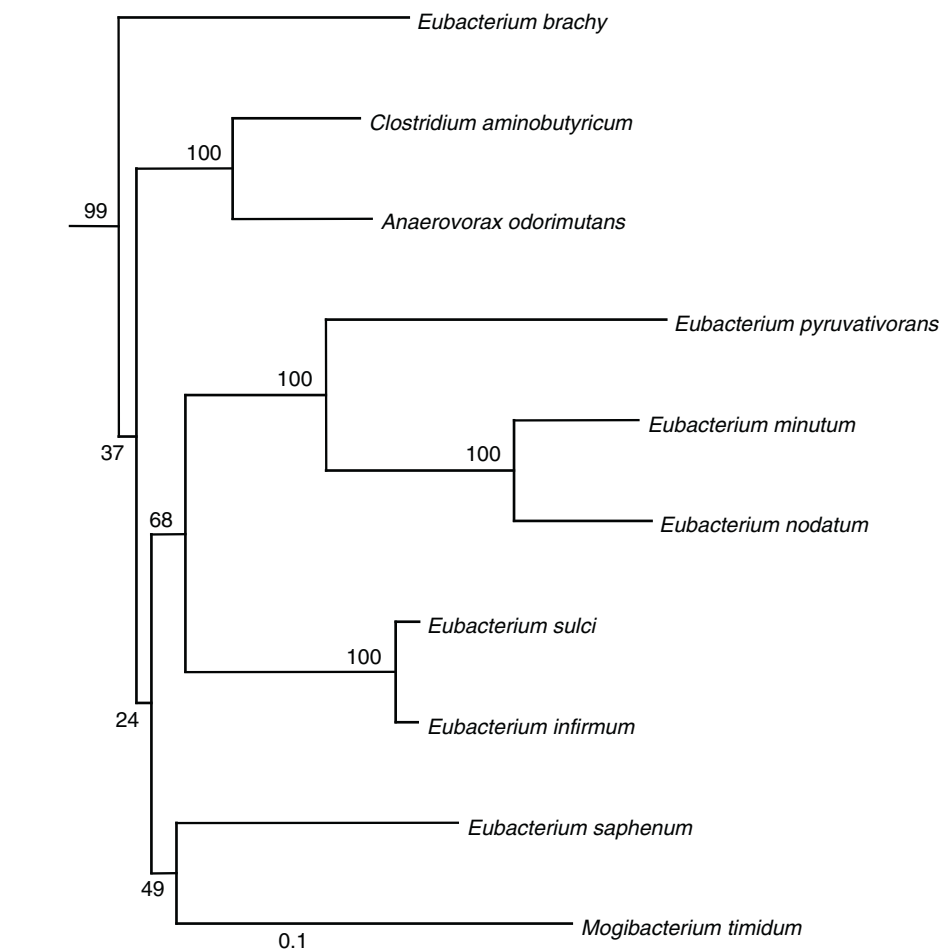 Eubacterium brachy
Clostridium aminobutyricum
100
99
Anaerovorax odorimutans
Eubacterium pyruvativorans
100
Eubacterium minutum
37
100
68
Eubacterium nodatum
Eubacterium sulci
100
24
Eubacterium infirmum
Eubacterium saphenum
49
Mogibacterium timidum
0.1